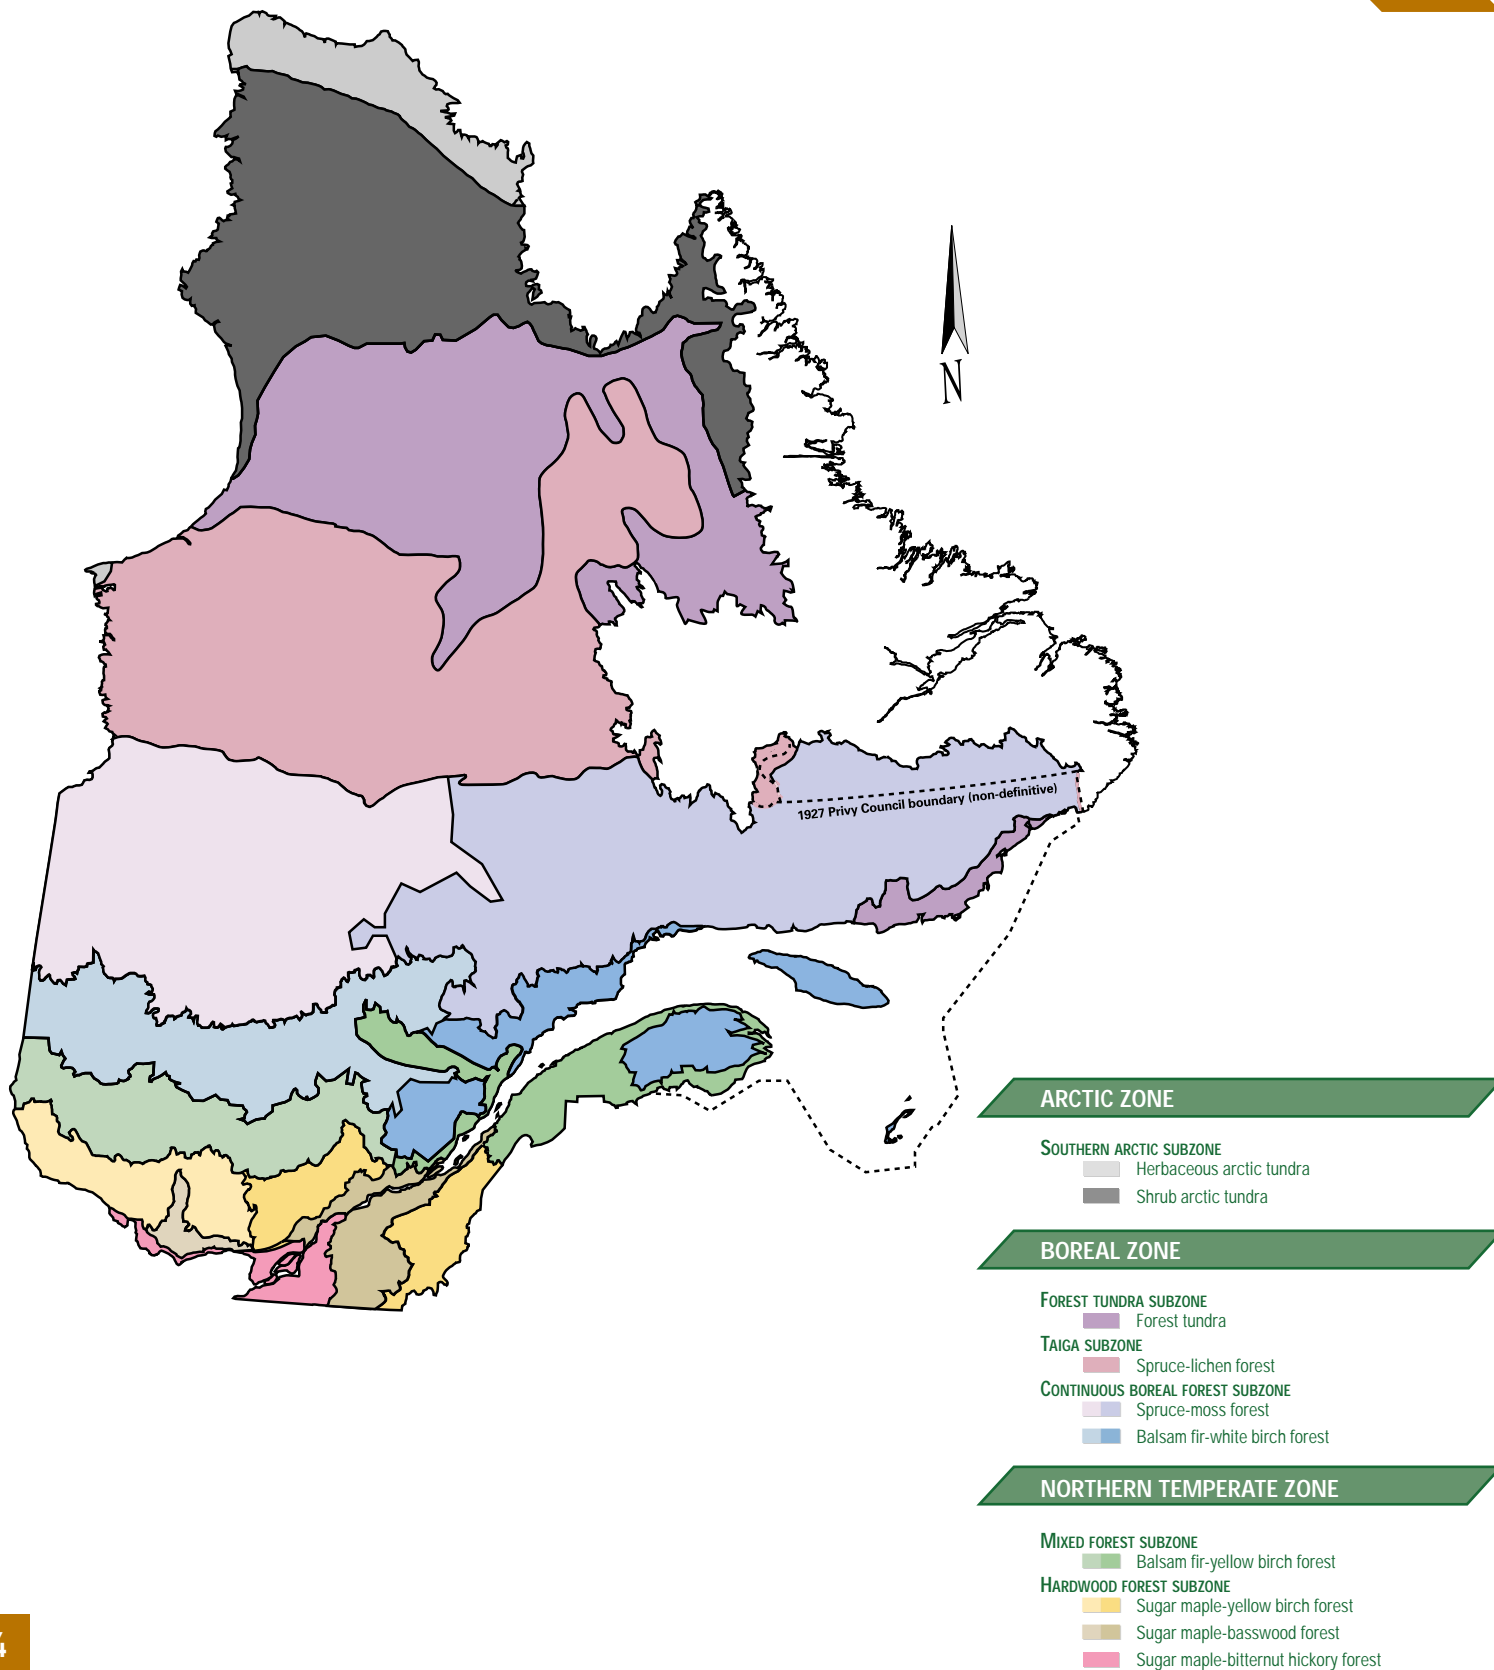 N
1927 Privy Council boundary (non-definitive)
ARCTIC ZONE
SOUTHERN ARCTIC SUBZONE
Herbaceous arctic tundra
Shrub arctic tundra
BOREAL ZONE
FOREST TUNDRA SUBZONE
Forest tundra
TAIGA SUBZONE
Spruce-lichen forest
CONTINUOUS BOREAL FOREST SUBZONE
Spruce-moss forest
Balsam fir-white birch forest
NORTHERN TEMPERATE ZONE
MIXED FOREST SUBZONE
Balsam fir-yellow birch forest
HARDWOOD FOREST SUBZONE
Sugar maple-yellow birch forest
Sugar maple-basswood forest
Sugar maple-bitternut hickory forest
4